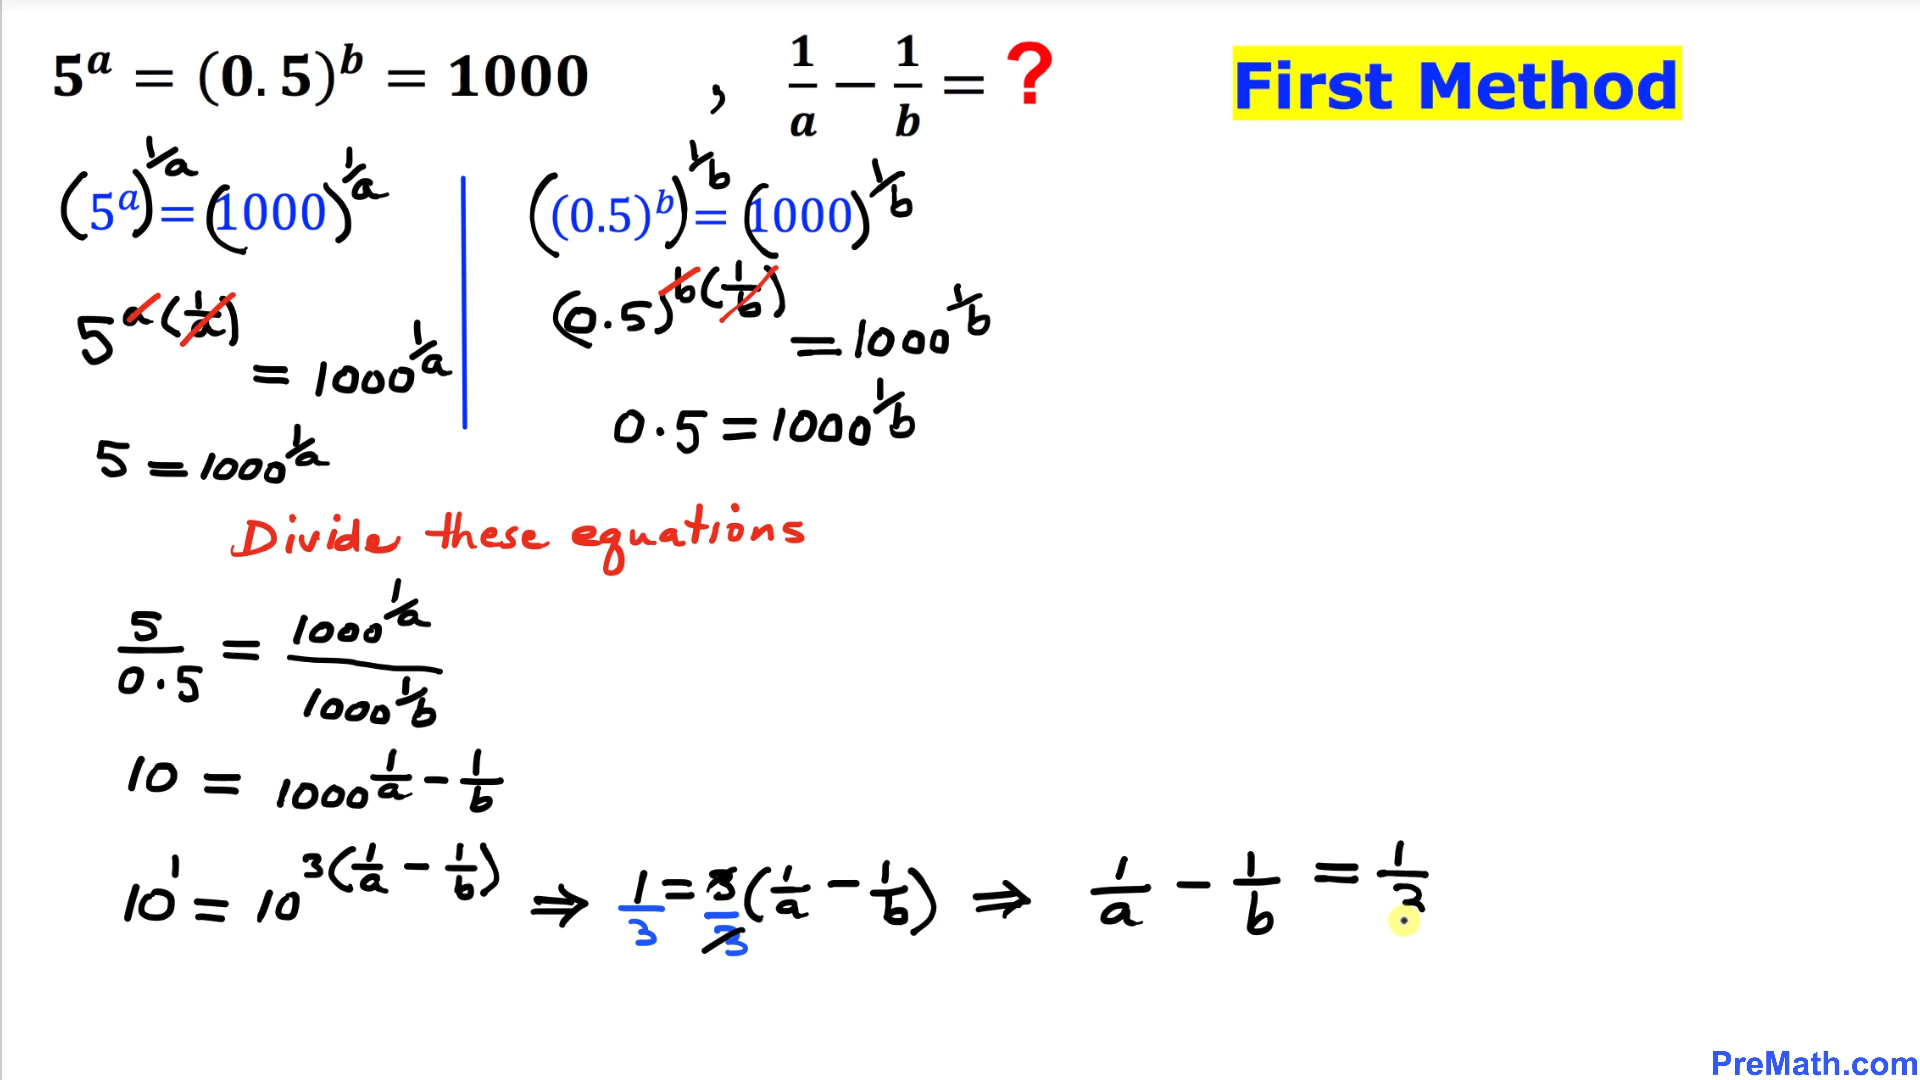 5^a = (0.5)^b = 1000 , 1/a − 1/b = ?
First Method
(5^a)^{1/a} = (1000)^{1/a}
5^{a(1/a)} = 1000^{1/a}
5 = 1000^{1/a}
((0.5)^b)^{1/b} = (1000)^{1/b}
(0.5)^{b(1/b)} = 1000^{1/b}
0.5 = 1000^{1/b}
Divide these equations
5/0.5 = 1000^{1/a}/1000^{1/b}
10 = 1000^{1/a − 1/b}
10^1 = 10^{3(1/a − 1/b)} ⇒ 1/3 = 3/3(1/a − 1/b) ⇒ 1/a − 1/b = 1/3
PreMath.com